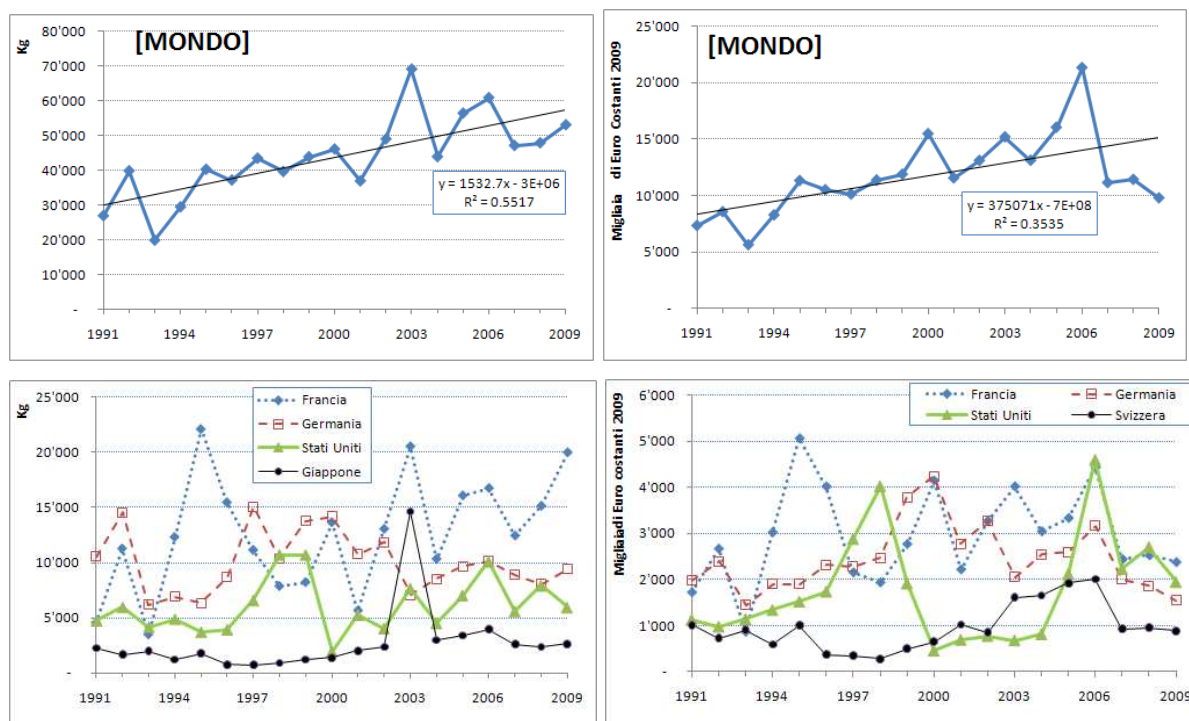 Kg
[MONDO]
80'000
70'000
60'000
50'000
40'000
30'000
20'000
10'000
-
y = 1532.7x - 3E+06
R² = 0.5517
1991 1994 1997 2000 2003 2006 2009
Migliaia di Euro Costanti 2009
[MONDO]
25'000
20'000
15'000
10'000
5'000
-
y = 375071x - 7E+08
R² = 0.3535
1991 1994 1997 2000 2003 2006 2009
Kg
25'000
20'000
15'000
10'000
5'000
-
Francia
Germania
Stati Uniti
Giappone
1991 1994 1997 2000 2003 2006 2009
Migliaiadi Euro costanti 2009
6'000
5'000
4'000
3'000
2'000
1'000
-
Francia Germania
Stati Uniti Svizzera
1991 1994 1997 2000 2003 2006 2009